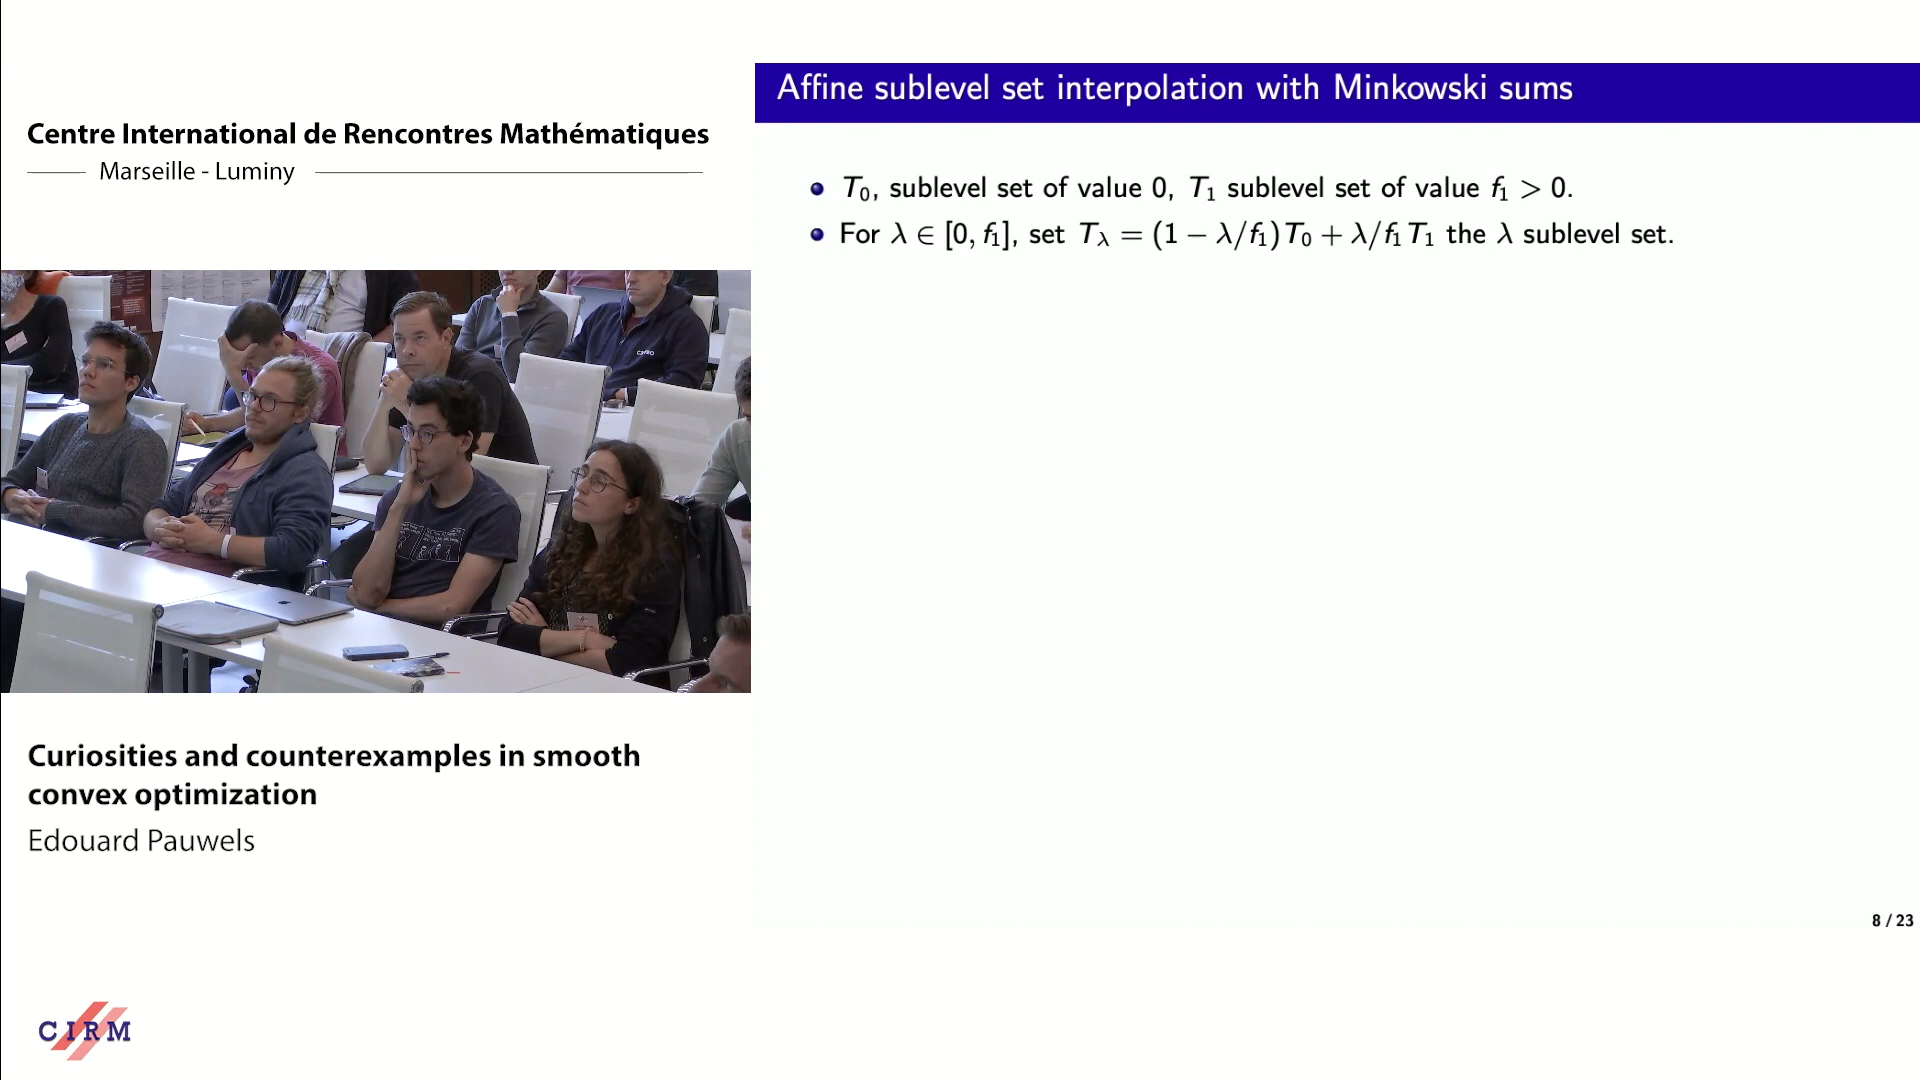 Centre International de Rencontres Mathématiques
Marseille - Luminy
Affine sublevel set interpolation with Minkowski sums
T₀, sublevel set of value 0, T₁ sublevel set of value f₁ > 0.
For λ ∈ [0, f₁], set T_λ = (1 − λ/f₁)T₀ + λ/f₁T₁ the λ sublevel set.
Curiosities and counterexamples in smooth
convex optimization
Edouard Pauwels
8 / 23
CIRM